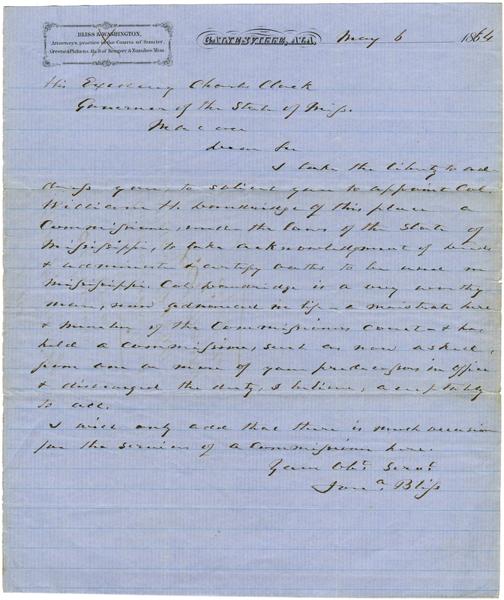 BLISS & WASHINGTON,
Attorneys, practice in the Courts of Sumter,
Greene & Pickens, Ala. & of Kemper & Noxubee Miss.
GAINESVILLE, ALA, May 6 1864
His Excellency Charles Clark
Governor of the State of Miss.
Macon
Dear Sir
I take the liberty to ad-
dress you, to solicit you to appoint Col.
William H. of this place a
Commissioner, under the laws of the State of
Mississippi, to take acknowledgment of deeds
& administer & certify oaths to be used in
Mississippi. Col. is a very worthy
man, now advanced in life a magistrate here
& member of the Commissioners Court & has
held a Commission, such as now asked,
from one or more of your predecessors in office
& discharged the duty, I believe, acceptably
to all.
I will only add that there is much occasion
for the services of a Commissioner here.
Your Obt. Servt.
Jona. Bliss